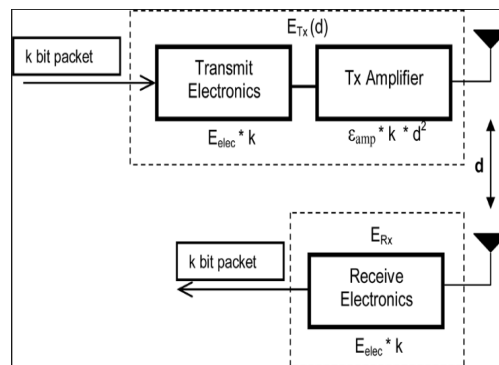 E_Tx (d)
k bit packet
Transmit
Electronics
Tx Amplifier
E_elec * k
ε_amp * k * d²
d
E_Rx
k bit packet
Receive
Electronics
E_elec * k